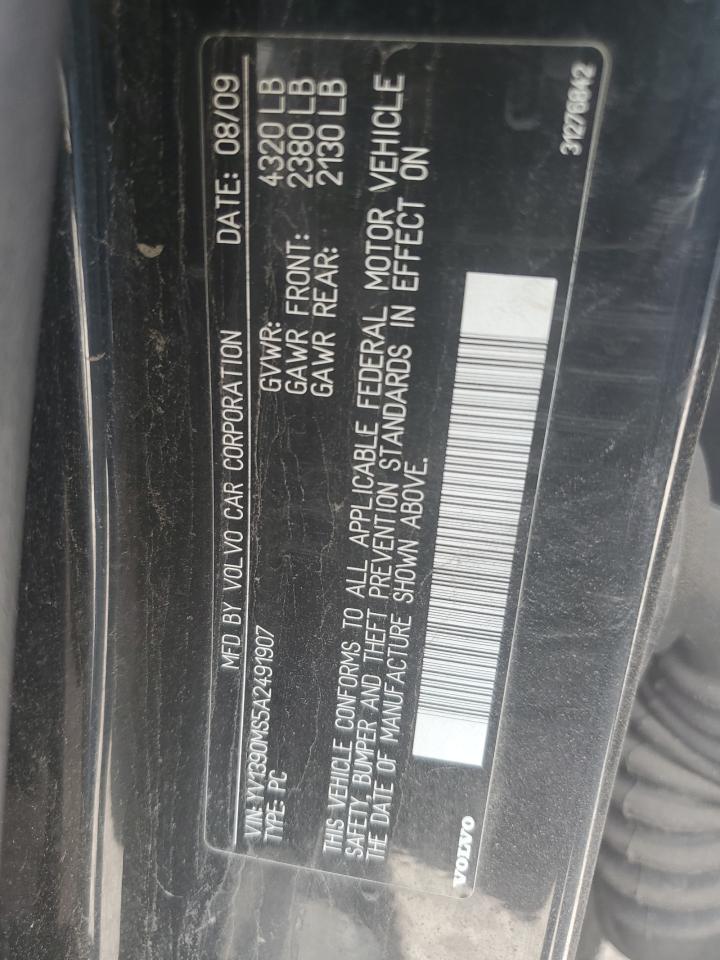 MFD BY VOLVO CAR CORPORATION DATE: 08/09
VIN: YV1390MS5A2491907
TYPE: PC
GVWR: 4320 LB
GAWR FRONT: 2380 LB
GAWR REAR: 2130 LB
THIS VEHICLE CONFORMS TO ALL APPLICABLE FEDERAL MOTOR VEHICLE
SAFETY, BUMPER AND THEFT PREVENTION STANDARDS IN EFFECT ON
THE DATE OF MANUFACTURE SHOWN ABOVE.
VOLVO
31276842